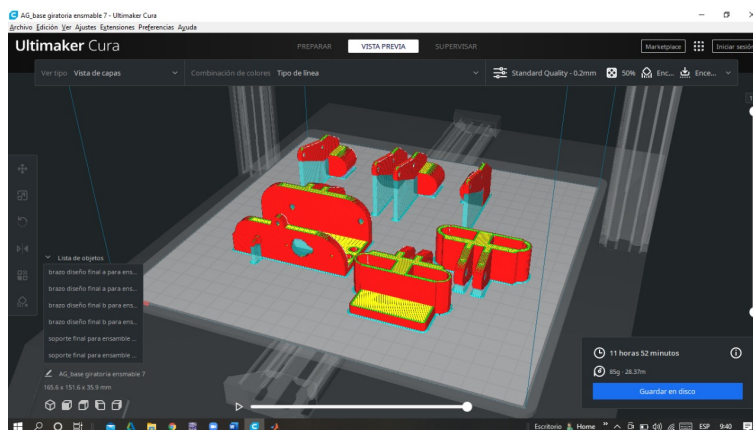 AG_base giratoria ensmable 7 - Ultimaker Cura
Archivo Edición Ver Ajustes Extensiones Preferencias Ayuda
Ultimaker Cura PREPARAR VISTA PREVIA SUPERVISAR Marketplace Iniciar sesión
Ver tipo Vista de capas Combinación de colores Tipo de línea Standard Quality - 0.2mm 50% Enc... Ence...
Lista de objetos
brazo diseño final a para ens...
brazo diseño final a para ens...
brazo diseño final b para ens...
brazo diseño final b para ens...
soporte final para ensamble ...
soporte final para ensamble ...
AG_base giratoria ensmable 7
165.6 x 151.6 x 35.9 mm
11 horas 52 minutos
85g · 28.37m
Guardar en disco
Escritorio Home ESP 9:40